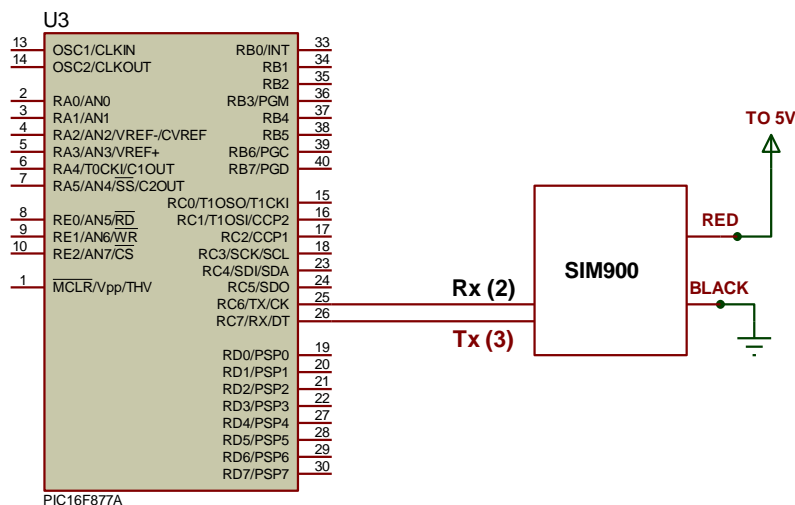 U3
13 OSC1/CLKIN RB0/INT 33
14 OSC2/CLKOUT RB1 34
RB2 35
2 RA0/AN0 RB3/PGM 36
3 RA1/AN1 RB4 37
4 RA2/AN2/VREF-/CVREF RB5 38
5 RA3/AN3/VREF+ RB6/PGC 39
6 RA4/T0CKI/C1OUT RB7/PGD 40
7 RA5/AN4/SS/C2OUT
RC0/T1OSO/T1CKI 15
8 RE0/AN5/RD RC1/T1OSI/CCP2 16
9 RE1/AN6/WR RC2/CCP1 17
10 RE2/AN7/CS RC3/SCK/SCL 18
RC4/SDI/SDA 23
1 MCLR/Vpp/THV RC5/SDO 24
RC6/TX/CK 25
RC7/RX/DT 26
RD0/PSP0 19
RD1/PSP1 20
RD2/PSP2 21
RD3/PSP3 22
RD4/PSP4 27
RD5/PSP5 28
RD6/PSP6 29
RD7/PSP7 30
PIC16F877A
Rx (2)
Tx (3)
SIM900
TO 5V
RED
BLACK